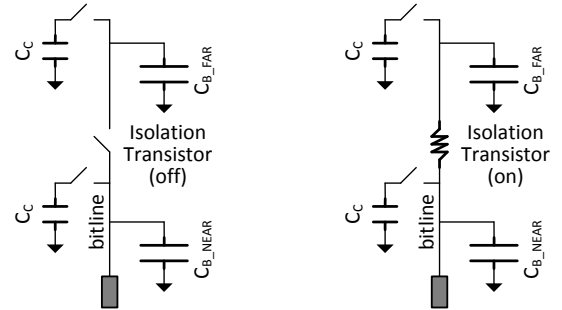 C_C
C_B_FAR
Isolation
Transistor
(off)
C_C
bitline
C_B_NEAR
C_C
C_B_FAR
Isolation
Transistor
(on)
C_C
bitline
C_B_NEAR